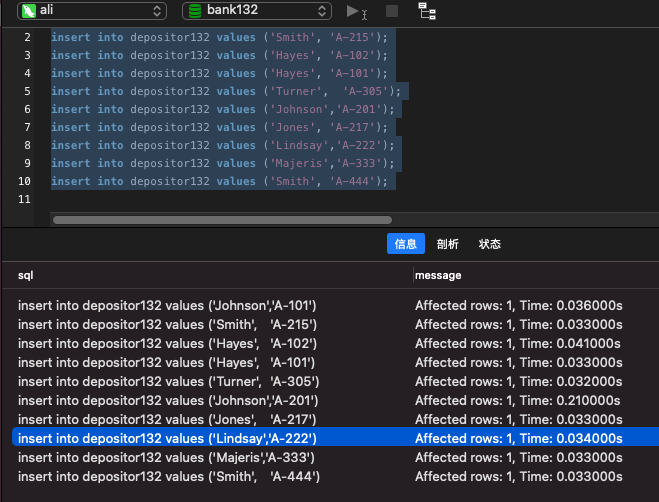 ali bank132
2 insert into depositor132 values ('Smith', 'A-215');
3 insert into depositor132 values ('Hayes', 'A-102');
4 insert into depositor132 values ('Hayes', 'A-101');
5 insert into depositor132 values ('Turner', 'A-305');
6 insert into depositor132 values ('Johnson','A-201');
7 insert into depositor132 values ('Jones', 'A-217');
8 insert into depositor132 values ('Lindsay','A-222');
9 insert into depositor132 values ('Majeris','A-333');
10 insert into depositor132 values ('Smith', 'A-444');
11
信息 剖析 状态
sql message
insert into depositor132 values ('Johnson','A-101') Affected rows: 1, Time: 0.036000s
insert into depositor132 values ('Smith', 'A-215') Affected rows: 1, Time: 0.033000s
insert into depositor132 values ('Hayes', 'A-102') Affected rows: 1, Time: 0.041000s
insert into depositor132 values ('Hayes', 'A-101') Affected rows: 1, Time: 0.033000s
insert into depositor132 values ('Turner', 'A-305') Affected rows: 1, Time: 0.032000s
insert into depositor132 values ('Johnson','A-201') Affected rows: 1, Time: 0.210000s
insert into depositor132 values ('Jones', 'A-217') Affected rows: 1, Time: 0.033000s
insert into depositor132 values ('Lindsay','A-222') Affected rows: 1, Time: 0.034000s
insert into depositor132 values ('Majeris','A-333') Affected rows: 1, Time: 0.033000s
insert into depositor132 values ('Smith', 'A-444') Affected rows: 1, Time: 0.033000s